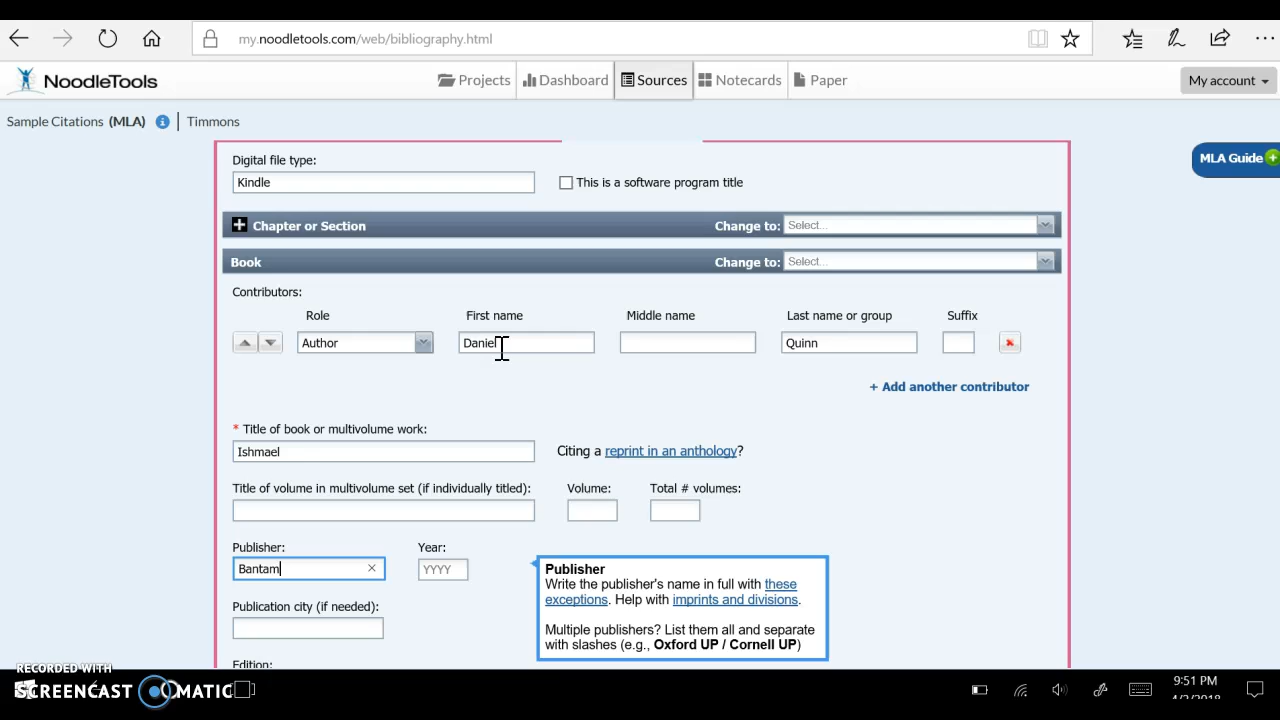 my.noodletools.com/web/bibliography.html
NoodleTools
Projects
Dashboard
Sources
Notecards
Paper
My account
Sample Citations (MLA)
Timmons
MLA Guide
Digital file type:
Kindle
This is a software program title
Chapter or Section
Change to:
Select...
Book
Change to:
Select...
Contributors:
Role
First name
Middle name
Last name or group
Suffix
Author
Daniel
Quinn
+ Add another contributor
* Title of book or multivolume work:
Ishmael
Citing a reprint in an anthology?
Title of volume in multivolume set (if individually titled):
Volume:
Total # volumes:
Publisher:
Year:
Bantam
YYYY
Publisher
Write the publisher's name in full with these
exceptions. Help with imprints and divisions.
Multiple publishers? List them all and separate
with slashes (e.g., Oxford UP / Cornell UP)
Publication city (if needed):
Edition:
RECORDED WITH
SCREENCAST MATIC
9:51 PM